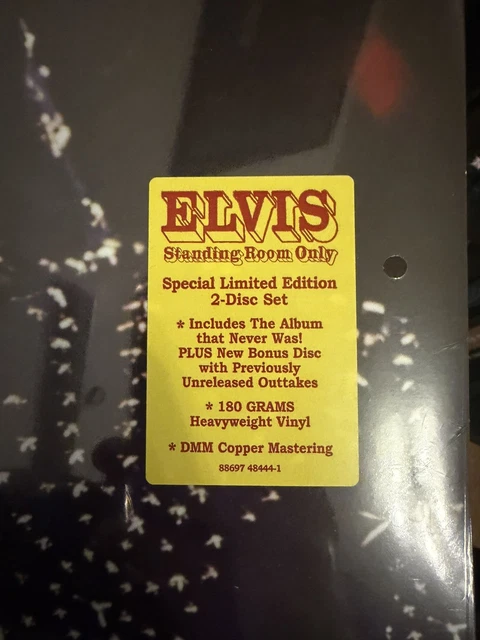 ELVIS
Standing Room Only
Special Limited Edition
2-Disc Set
* Includes The Album
that Never Was!
PLUS New Bonus Disc
with Previously
Unreleased Outtakes
* 180 GRAMS
Heavyweight Vinyl
* DMM Copper Mastering
88697 48444-1